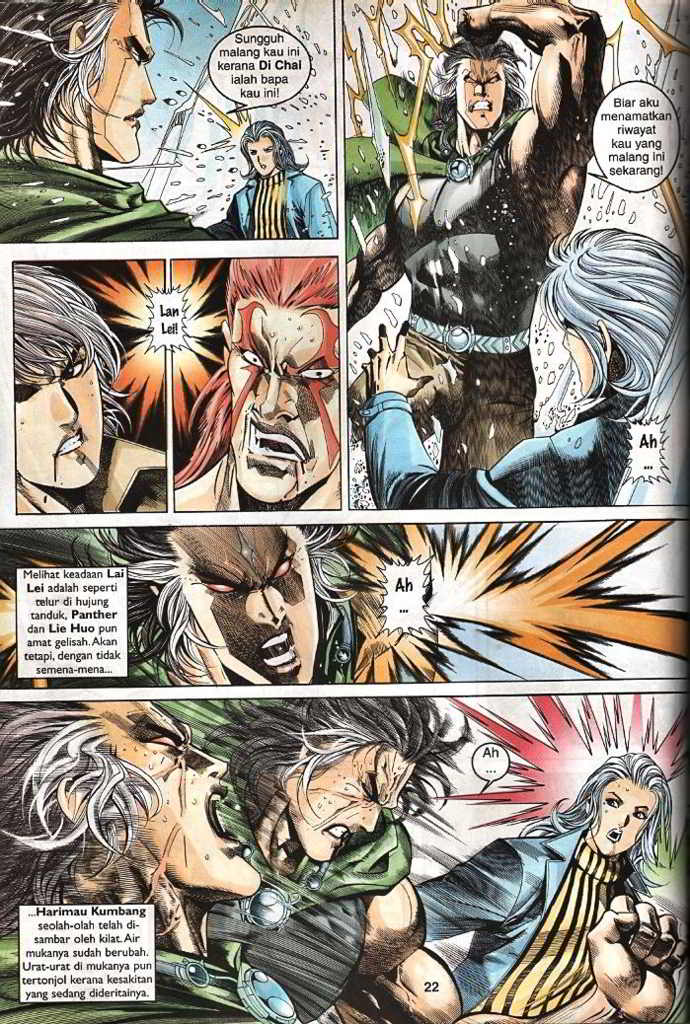 Sungguh
malang kau ini
kerana Di Chai
ialah bapa
kau ini!
Biar aku
menamatkan
riwayat
kau yang
malang ini
sekarang!
Ah
...
Lan
Lei!
Melihat keadaan Lai
Lei adalah seperti
telur di hujung
tanduk, Panther
dan Lie Huo pun
amat gelisah. Akan
tetapi, dengan tidak
semena-mena...
Ah
...
Ah
...
...Harimau Kumbang
seolah-olah telah di-
sambar oleh kilat. Air
mukanya sudah berubah.
Urat-urat di mukanya pun
tertonjol kerana kesakitan
yang sedang dideritainya.
22